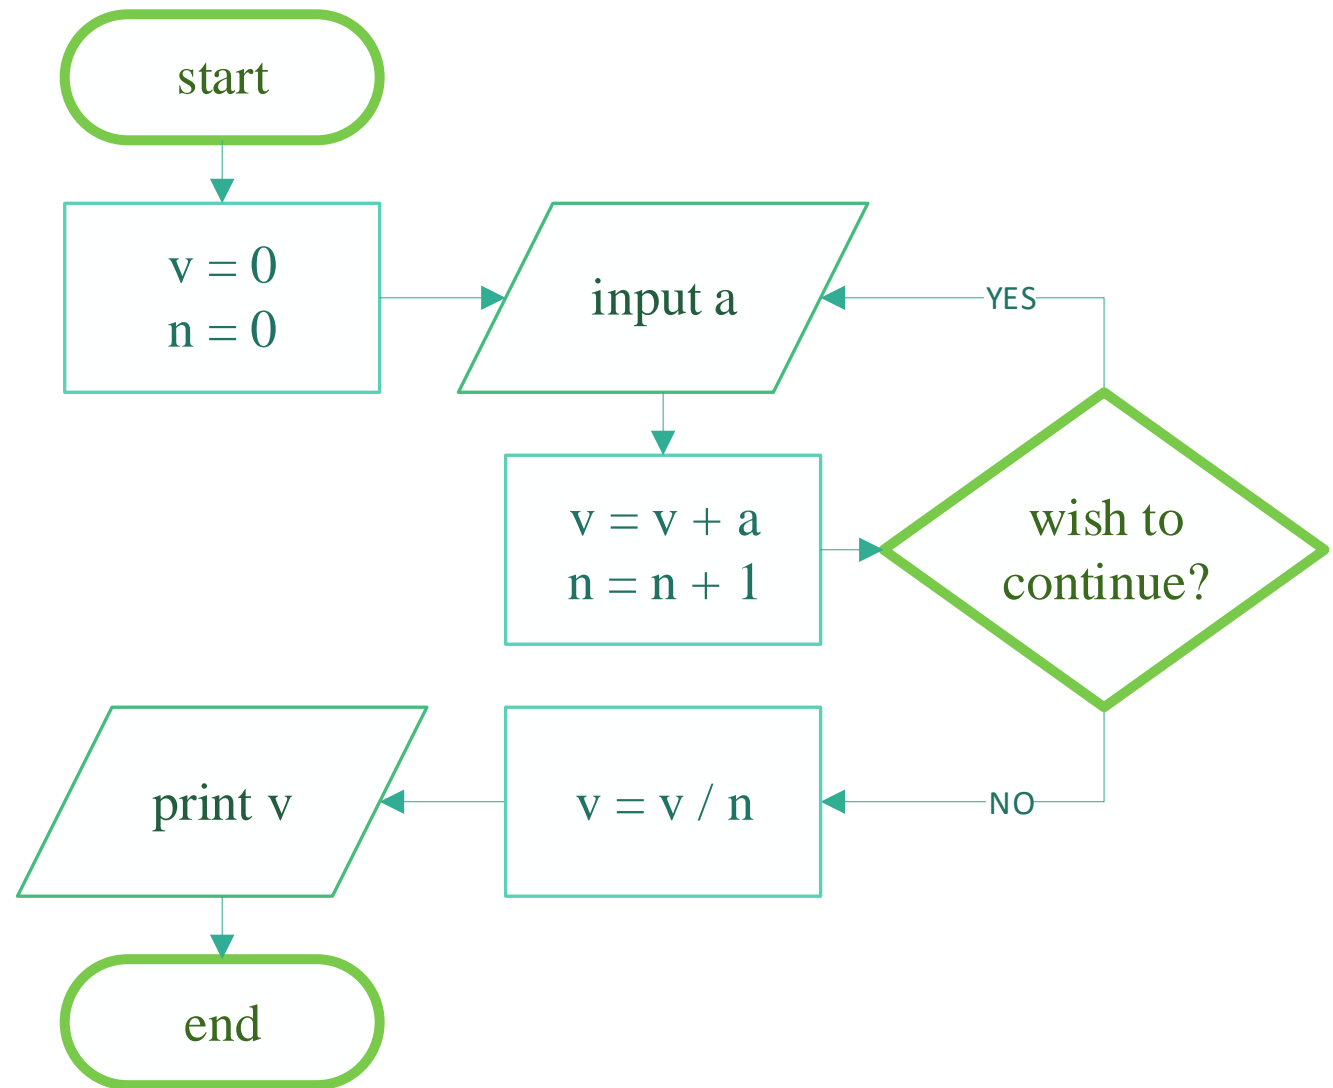 start
v = 0
n = 0
input a
YES
v = v + a
n = n + 1
wish to
continue?
print v
v = v / n
NO
end